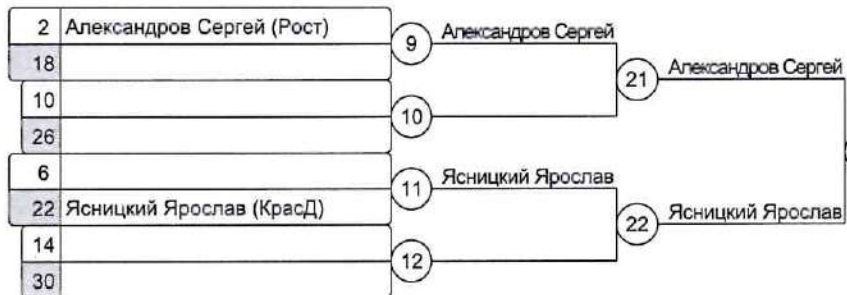 2 Александров Сергей (Рост)
9 Александров Сергей
18
21 Александров Сергей
10
10
26
6
11 Ясницкий Ярослав
22 Ясницкий Ярослав (КрасД)
22 Ясницкий Ярослав
14
12
30